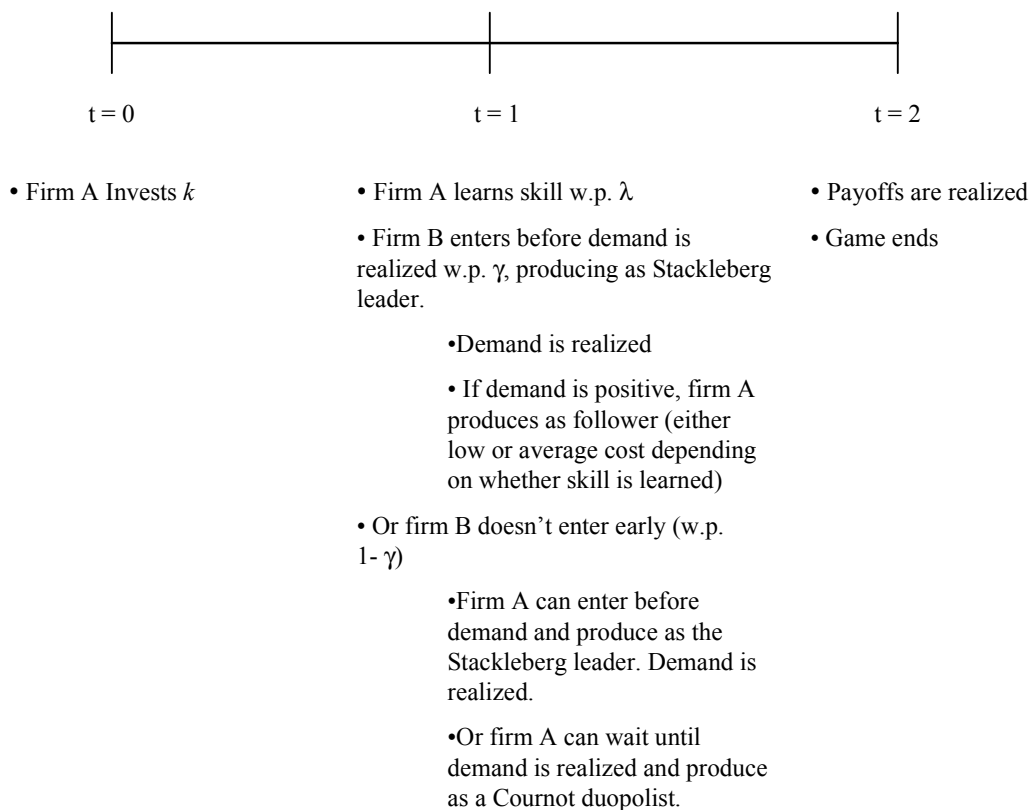 t = 0
t = 1
t = 2
• Firm A Invests k
• Firm A learns skill w.p. λ
• Firm B enters before demand is
realized w.p. γ, producing as Stackleberg
leader.
•Demand is realized
• If demand is positive, firm A
produces as follower (either
low or average cost depending
on whether skill is learned)
• Or firm B doesn’t enter early (w.p.
1- γ)
•Firm A can enter before
demand and produce as the
Stackleberg leader. Demand is
realized.
•Or firm A can wait until
demand is realized and produce
as a Cournot duopolist.
• Payoffs are realized
• Game ends